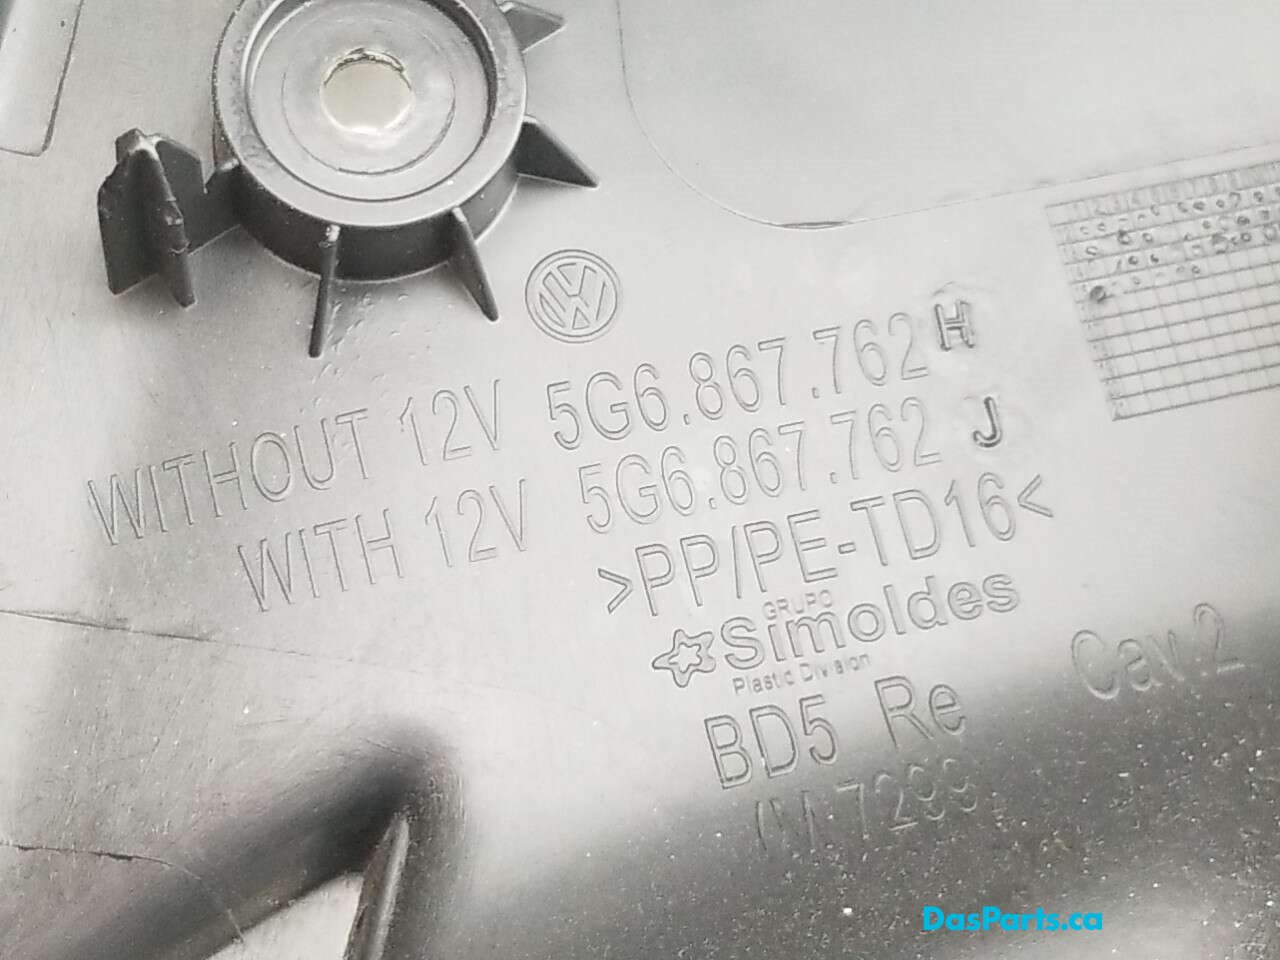 WITHOUT 12V 5G6.867.762 H
WITH 12V 5G6.867.762 J
>PP/PE-TD16<
GRUPO
Simoldes
Plastic Division
BD5 Re Cav.2
7299
DasParts.ca